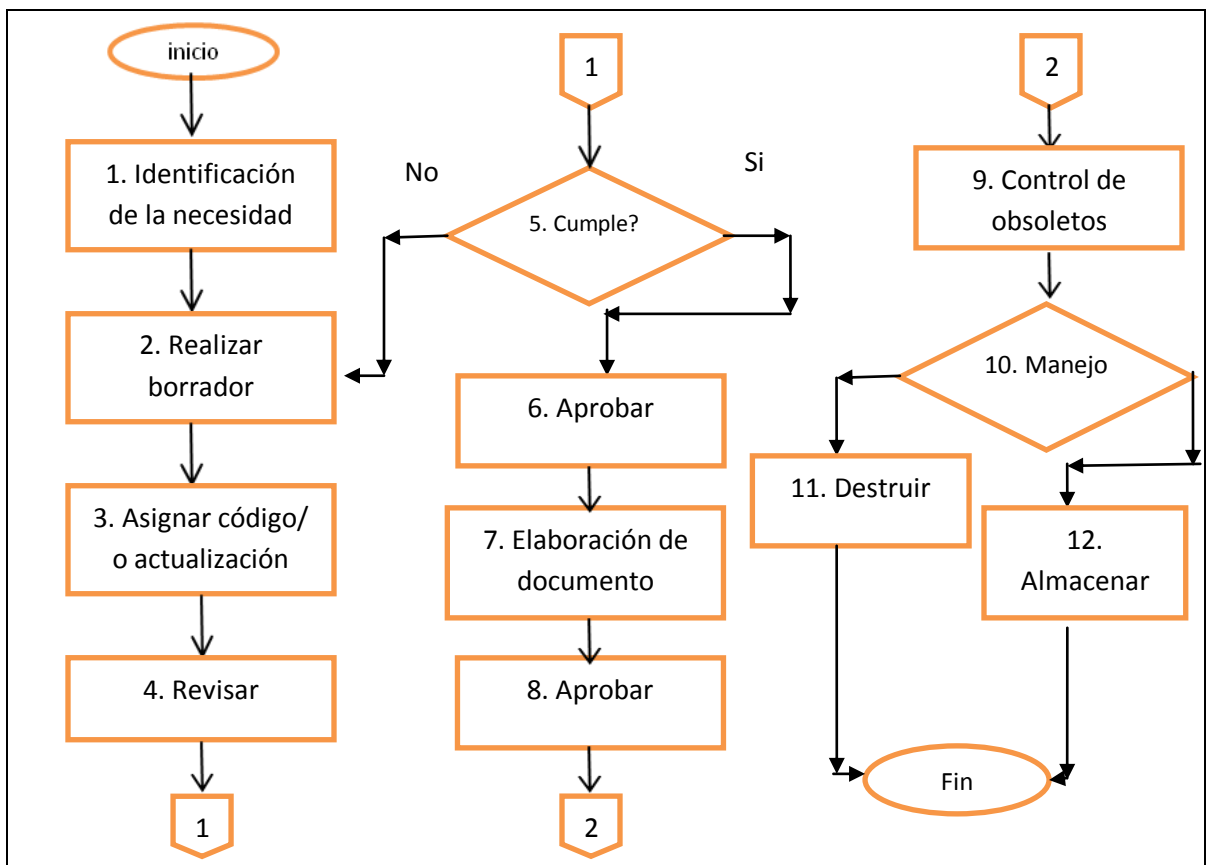 inicio
1. Identificación
de la necesidad
2. Realizar
borrador
3. Asignar código/
o actualización
4. Revisar
1
1
No
Si
5. Cumple?
6. Aprobar
7. Elaboración de
documento
8. Aprobar
2
2
9. Control de
obsoletos
10. Manejo
11. Destruir
12.
Almacenar
Fin